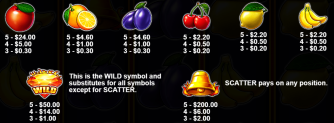 5 - $24.00
4 - $5.00
3 - $0.30
5 - $4.60
4 - $1.00
3 - $0.30
5 - $4.60
4 - $1.00
3 - $0.30
5 - $2.20
4 - $0.50
3 - $0.20
5 - $2.20
4 - $0.50
3 - $0.20
5 - $2.20
4 - $0.50
3 - $0.20
WILD
This is the WILD symbol and
substitutes for all symbols
except for SCATTER.
5 - $50.00
4 - $14.00
3 - $1.00
SCATTER pays on any position.
5 - $200.00
4 - $6.00
3 - $2.00